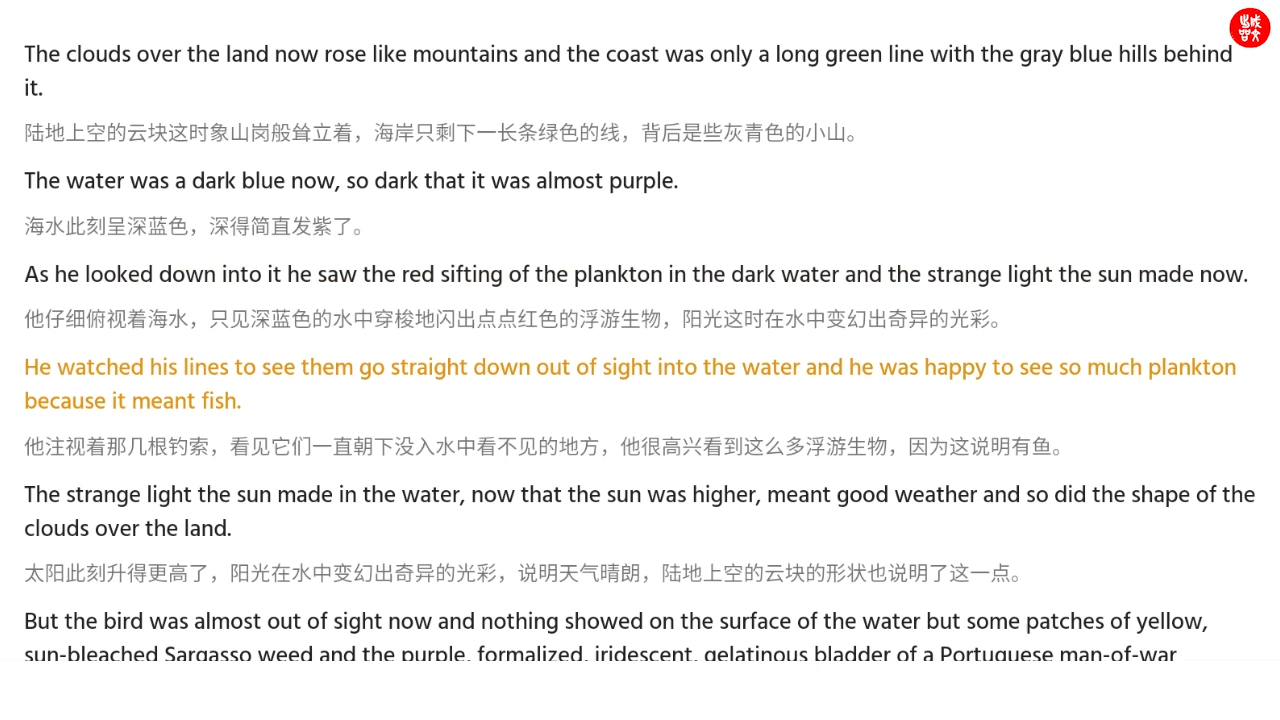 The clouds over the land now rose like mountains and the coast was only a long green line with the gray blue hills behind
it.
陆地上空的云块这时象山岗般耸立着，海岸只剩下一长条绿色的线，背后是些灰青色的小山。
The water was a dark blue now, so dark that it was almost purple.
海水此刻呈深蓝色，深得简直发紫了。
As he looked down into it he saw the red sifting of the plankton in the dark water and the strange light the sun made now.
他仔细俯视着海水，只见深蓝色的水中穿梭地闪出点点红色的浮游生物，阳光这时在水中变幻出奇异的光彩。
He watched his lines to see them go straight down out of sight into the water and he was happy to see so much plankton
because it meant fish.
他注视着那几根钓索，看见它们一直朝下没入水中看不见的地方，他很高兴看到这么多浮游生物，因为这说明有鱼。
The strange light the sun made in the water, now that the sun was higher, meant good weather and so did the shape of the
clouds over the land.
太阳此刻升得更高了，阳光在水中变幻出奇异的光彩，说明天气晴朗，陆地上空的云块的形状也说明了这一点。
But the bird was almost out of sight now and nothing showed on the surface of the water but some patches of yellow,
sun-bleached Sargasso weed and the purple, formalized, iridescent, gelatinous bladder of a Portuguese man-of-war